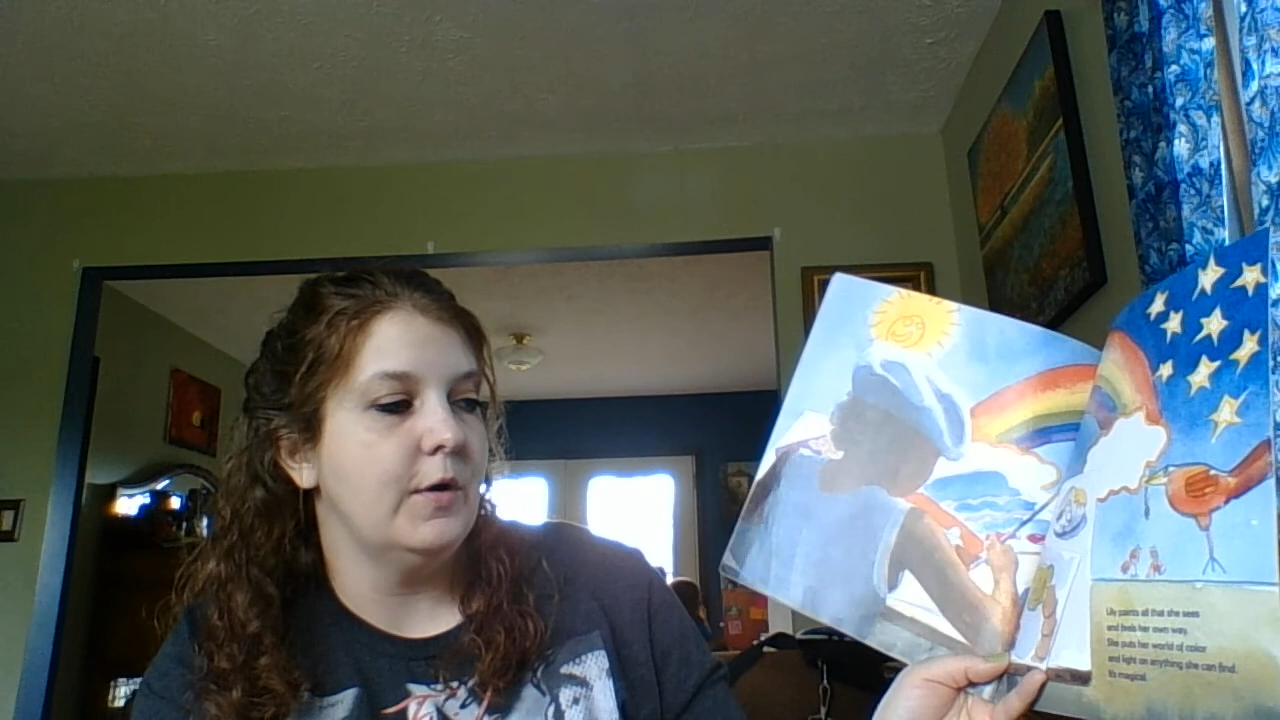 Lily paints all that she sees
and feels her own way.
She puts her world of color
and light on anything she can find.
It's magical.